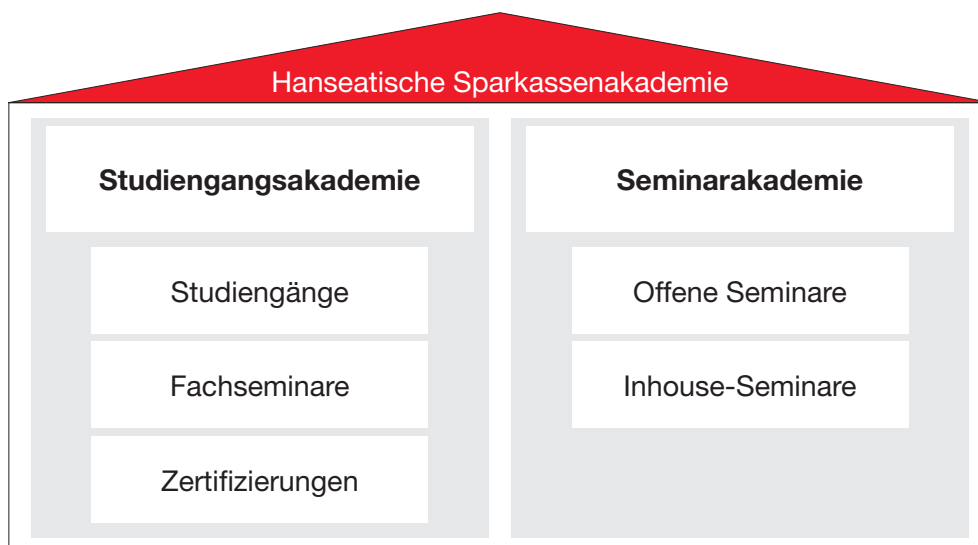 Hanseatische Sparkassenakademie
Studiengangsakademie
Studiengänge
Fachseminare
Zertifizierungen
Seminarakademie
Offene Seminare
Inhouse-Seminare